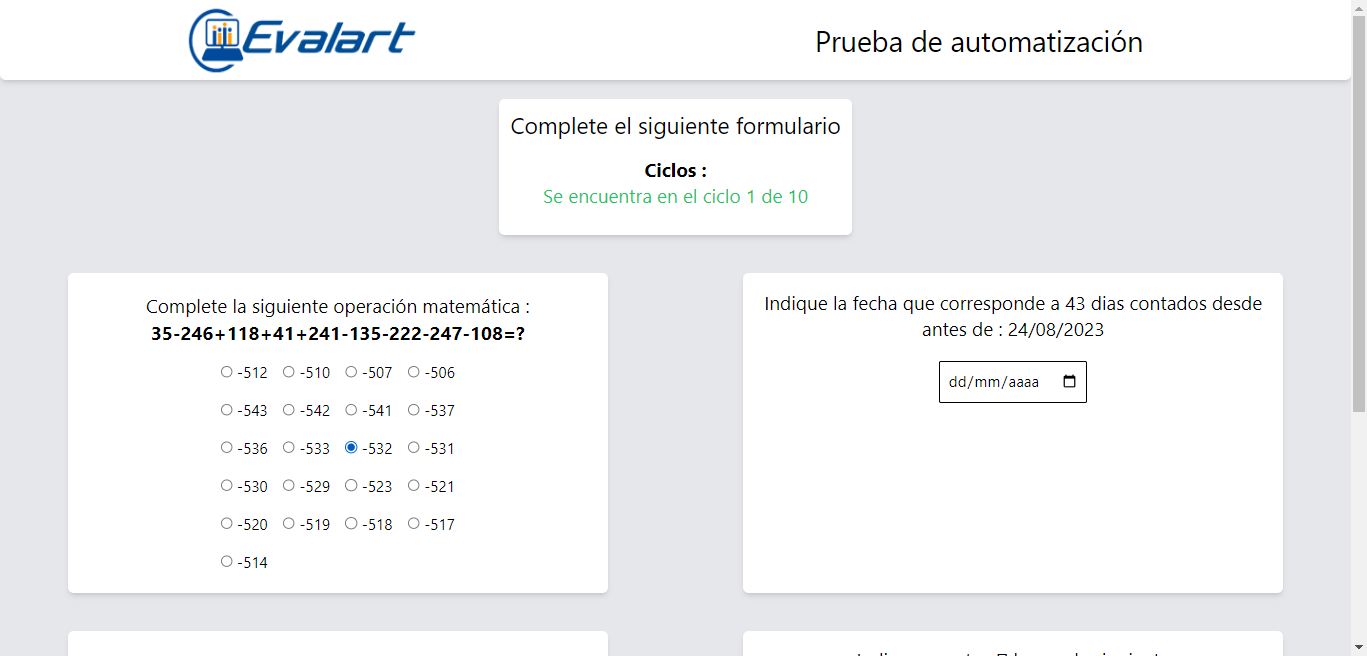 Evalart
Prueba de automatización
Complete el siguiente formulario
Ciclos :
Se encuentra en el ciclo 1 de 10
Complete la siguiente operación matemática :
35-246+118+41+241-135-222-247-108=?
-512 -510 -507 -506
-543 -542 -541 -537
-536 -533 -532 -531
-530 -529 -523 -521
-520 -519 -518 -517
-514
Indique la fecha que corresponde a 43 dias contados desde
antes de : 24/08/2023
dd/mm/aaaa